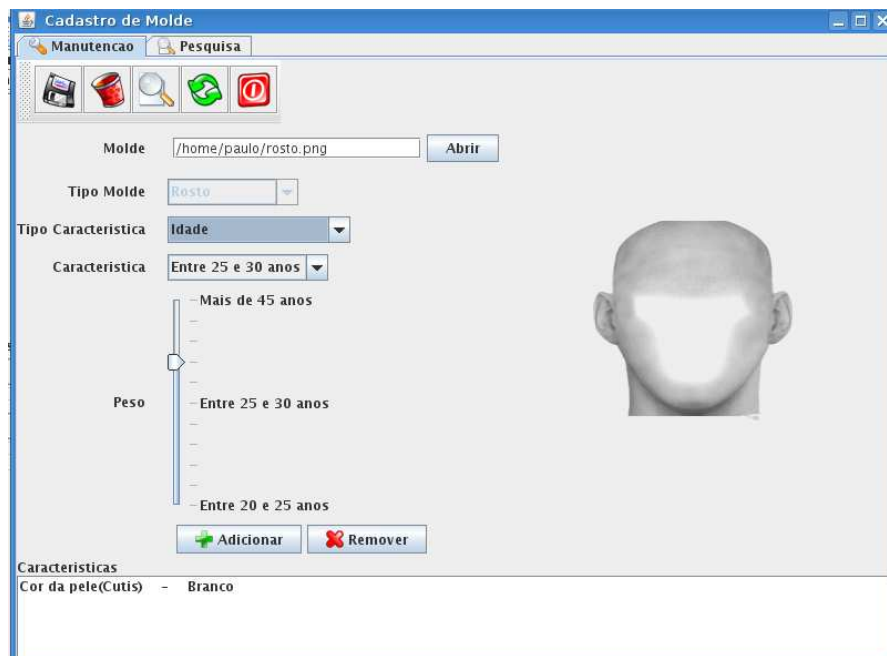 Cadastro de Molde
Manutencao Pesquisa
Molde /home/paulo/rosto.png Abrir
Tipo Molde Rosto
Tipo Caracteristica Idade
Caracteristica Entre 25 e 30 anos
Mais de 45 anos
Peso Entre 25 e 30 anos
Entre 20 e 25 anos
Adicionar Remover
Caracteristicas
Cor da pele(Cutis) - Branco